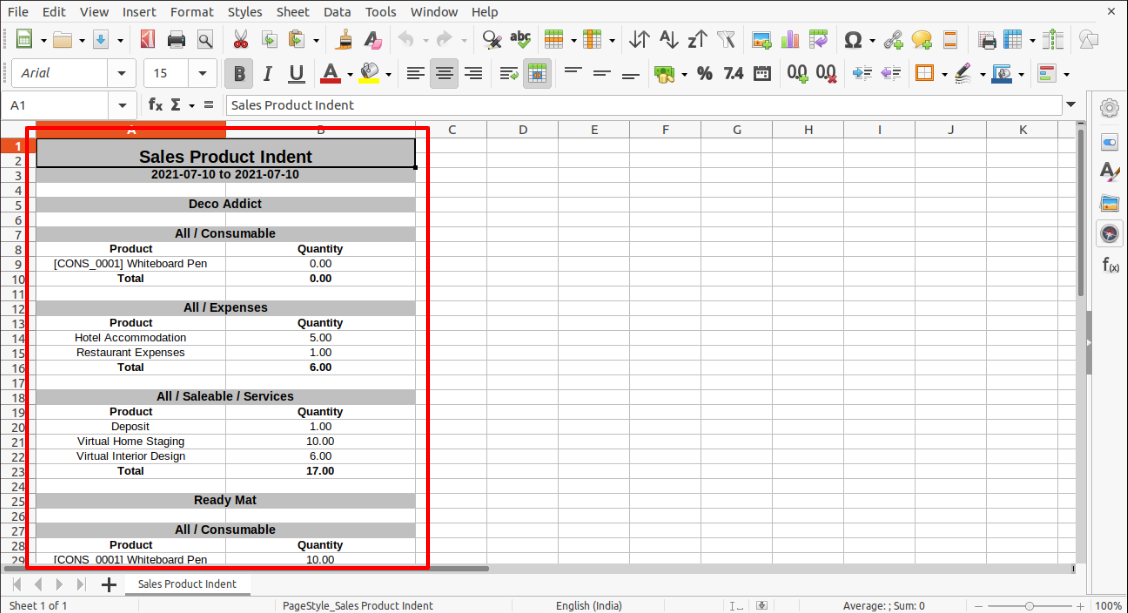 File Edit View Insert Format Styles Sheet Data Tools Window Help
Arial 15
A1 Sales Product Indent
A B C D E F G H I J K
1
2 Sales Product Indent
3 2021-07-10 to 2021-07-10
4
5 Deco Addict
6
7 All / Consumable
8 Product Quantity
9 [CONS_0001] Whiteboard Pen 0.00
10 Total 0.00
11
12 All / Expenses
13 Product Quantity
14 Hotel Accommodation 5.00
15 Restaurant Expenses 1.00
16 Total 6.00
17
18 All / Saleable / Services
19 Product Quantity
20 Deposit 1.00
21 Virtual Home Staging 10.00
22 Virtual Interior Design 6.00
23 Total 17.00
24
25 Ready Mat
26
27 All / Consumable
28 Product Quantity
29 [CONS_0001] Whiteboard Pen 10.00
Sales Product Indent
Sheet 1 of 1 PageStyle_Sales Product Indent English (India) Average: ; Sum: 0 100%